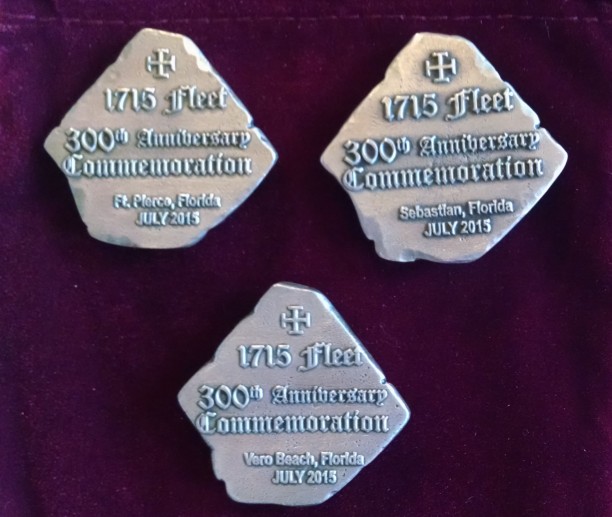 1715 Fleet
300th Anniversary
Commemoration
Ft. Pierce, Florida
JULY 2015
1715 Fleet
300th Anniversary
Commemoration
Sebastian, Florida
JULY 2015
1715 Fleet
300th Anniversary
Commemoration
Vero Beach, Florida
JULY 2015